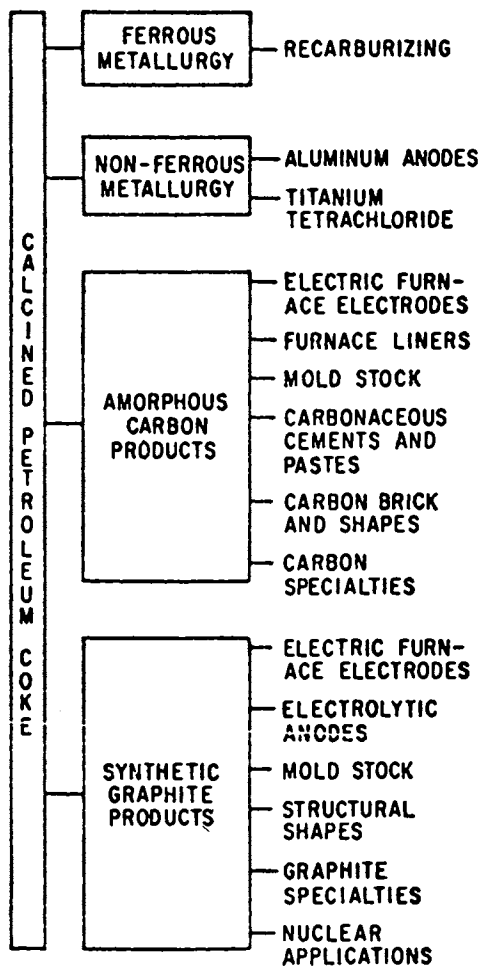 FERROUS
METALLURGY
RECARBURIZING
NON-FERROUS
METALLURGY
ALUMINUM ANODES
TITANIUM
TETRACHLORIDE
CALCINED PETROLEUM COKE
AMORPHOUS
CARBON
PRODUCTS
ELECTRIC FURN-
ACE ELECTRODES
FURNACE LINERS
MOLD STOCK
CARBONACEOUS
CEMENTS AND
PASTES
CARBON BRICK
AND SHAPES
CARBON
SPECIALTIES
SYNTHETIC
GRAPHITE
PRODUCTS
ELECTRIC FURN-
ACE ELECTRODES
ELECTROLYTIC
ANODES
MOLD STOCK
STRUCTURAL
SHAPES
GRAPHITE
SPECIALTIES
NUCLEAR
APPLICATIONS